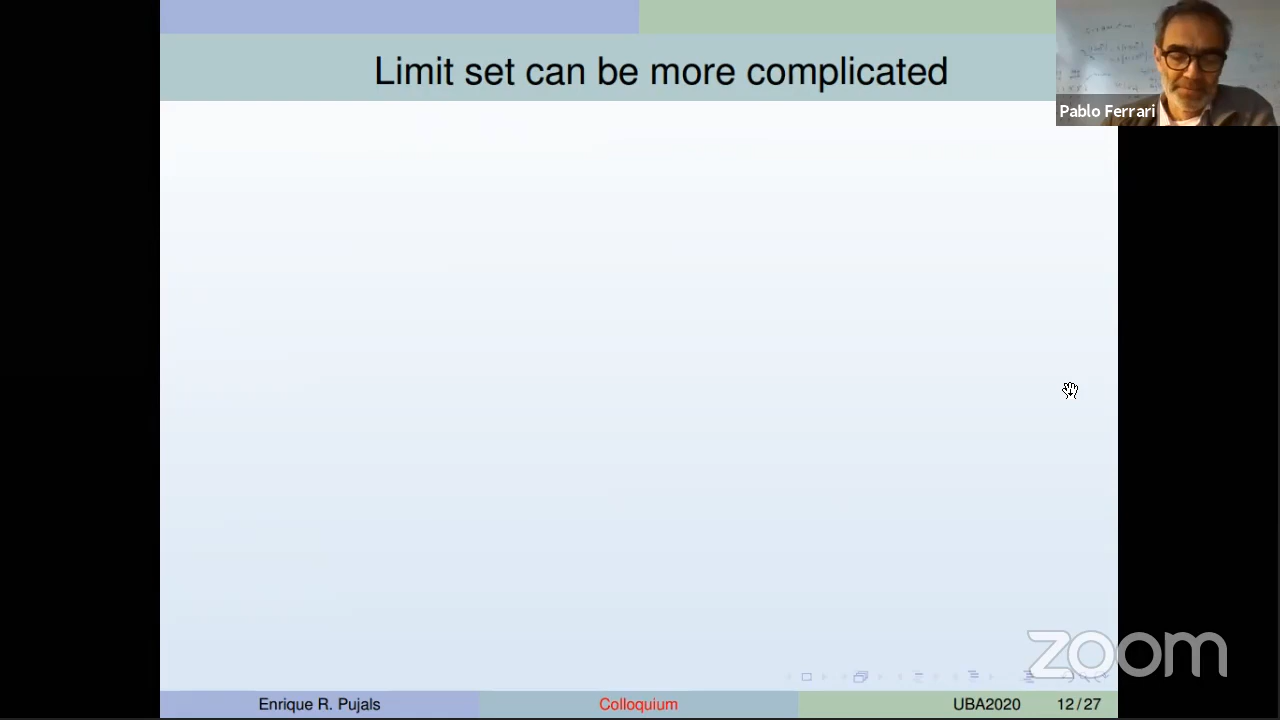 Limit set can be more complicated
Pablo Ferrari
zoom
Enrique R. Pujals
Colloquium
UBA2020
12/27